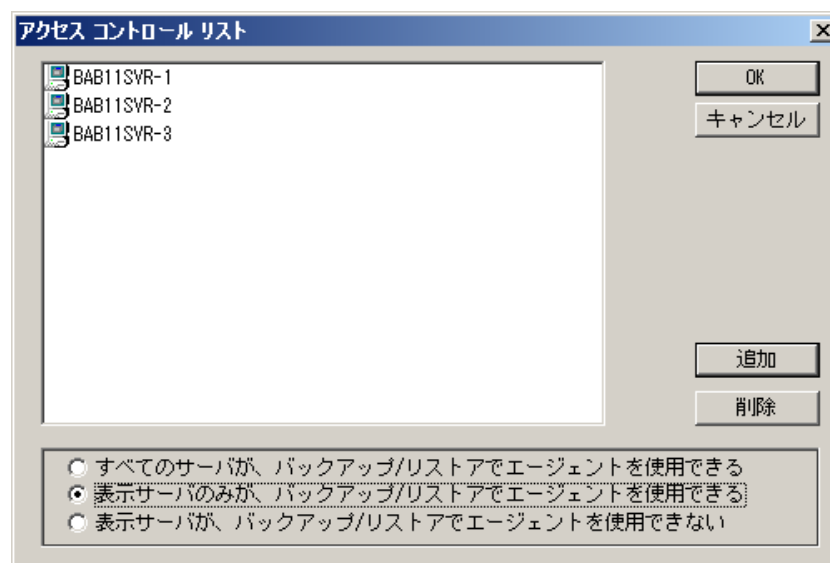 アクセス コントロール リスト
BAB11SVR-1
BAB11SVR-2
BAB11SVR-3
OK
キャンセル
追加
削除
すべてのサーバが、バックアップ/リストアでエージェントを使用できる
表示サーバのみが、バックアップ/リストアでエージェントを使用できる
表示サーバが、バックアップ/リストアでエージェントを使用できない